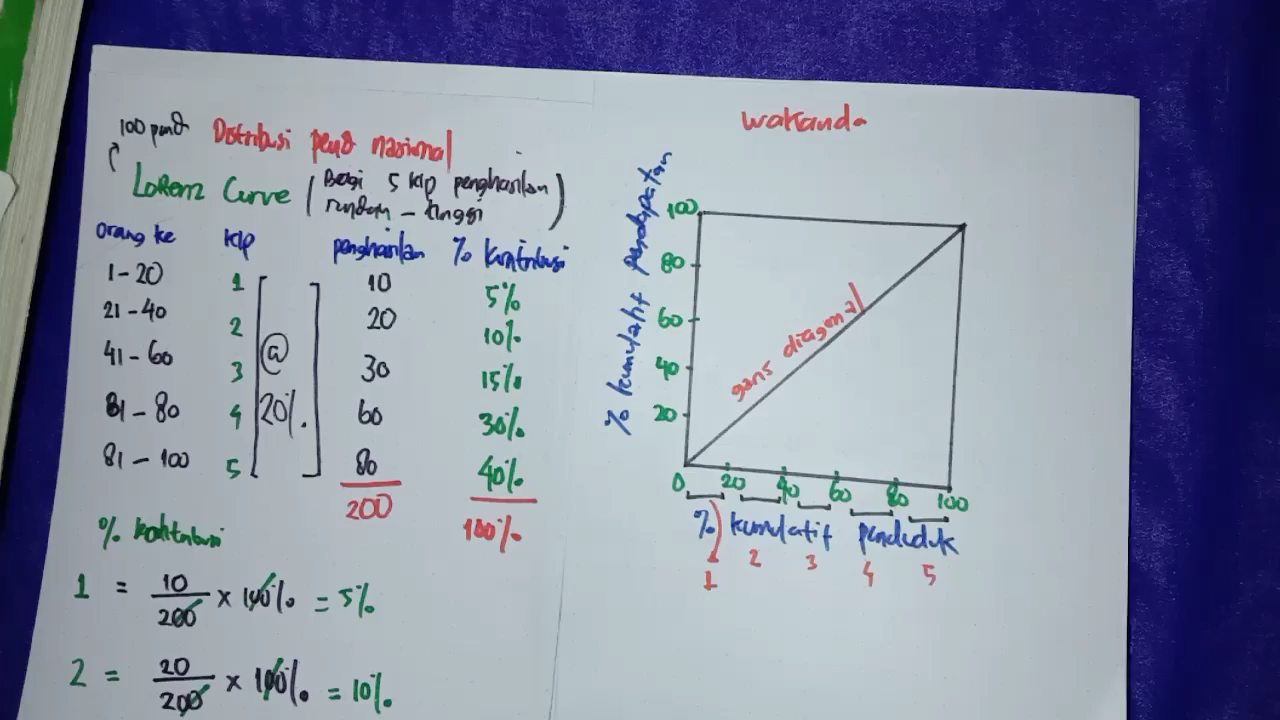 100 pend
Distribusi pend nasional
Lorenz Curve (Bagi 5 klp penghasilan
rendah - tinggi)
orang ke klp penghasilan % kontribusi
1 - 20 1 10 5%
21 - 40 2 20 10%
41 - 60 3 30 15%
81 - 80 4 60 30%
81 - 100 5 80 40%
@
20%.
200 100%
% kontribusi
1 = 10/200 x 100% = 5%
2 = 20/200 x 100% = 10%
wakanda
% kumulatif pendapatan
100
80
60
40
20
garis diagonal
0 20 40 60 80 100
% kumulatif penduduk
1 2 3 4 5